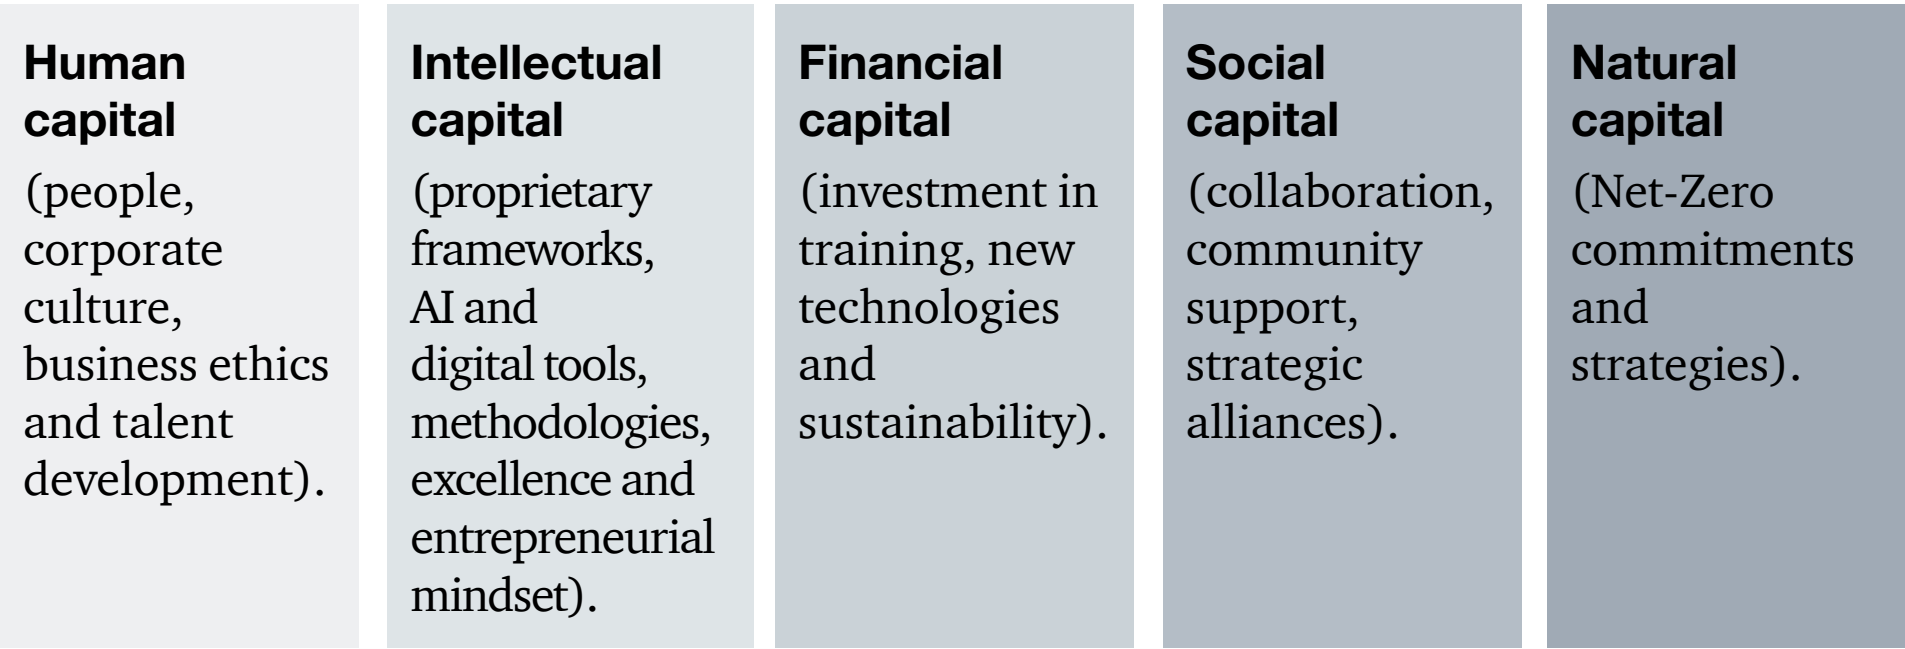 Human
capital
(people,
corporate
culture,
business ethics
and talent
development).
Intellectual
capital
(proprietary
frameworks,
AI and
digital tools,
methodologies,
excellence and
entrepreneurial
mindset).
Financial
capital
(investment in
training, new
technologies
and
sustainability).
Social
capital
(collaboration,
community
support,
strategic
alliances).
Natural
capital
(Net-Zero
commitments
and
strategies).